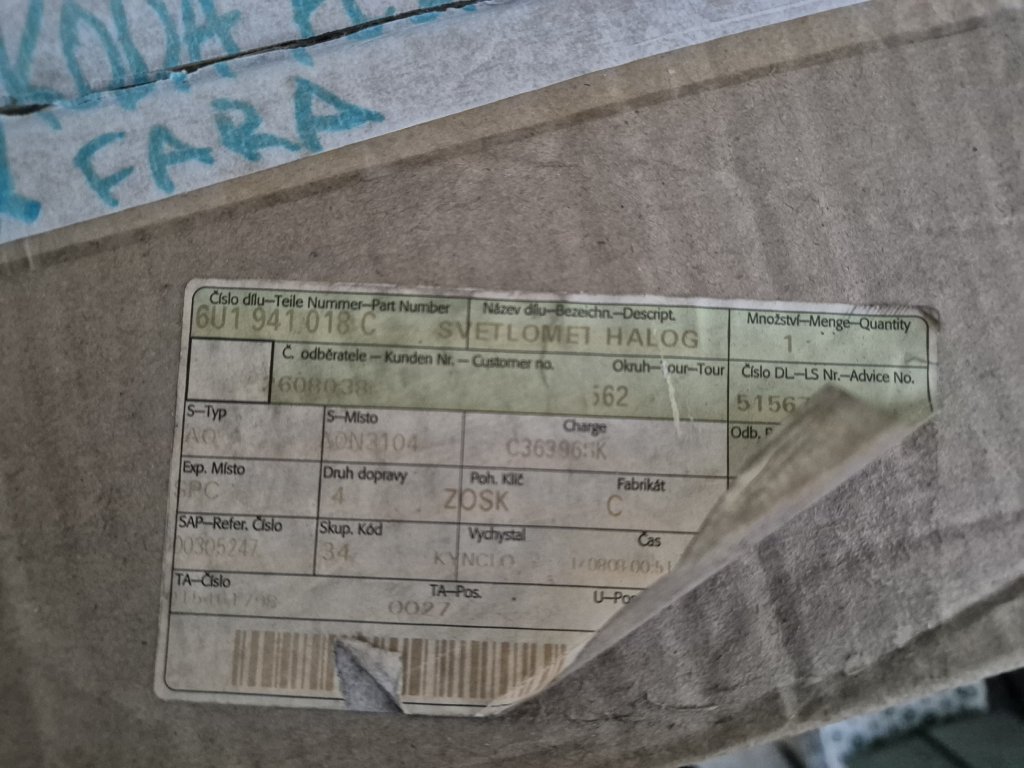 FARA
Číslo dílu–Teile Nummer–Part Number
6U1 941 018 C
Název dílu–Bezeichn.–Descript.
SVETLOMET HALOG
Množství–Menge–Quantity
1
Č. odběratele – Kunden Nr. – Customer no.
Okruh–Tour–Tour
562
Číslo DL–LS Nr.–Advice No.
S–Typ
S–Místo
Charge
Odb.
Exp. Místo
Druh dopravy
4
Poh. Klíč
ZOSK
Fabrikát
C
SAP–Refer. Číslo
00305247
Skup. Kód
34
Vychystal
KYNCLO
Čas
TA–Číslo
TA–Pos.
0027